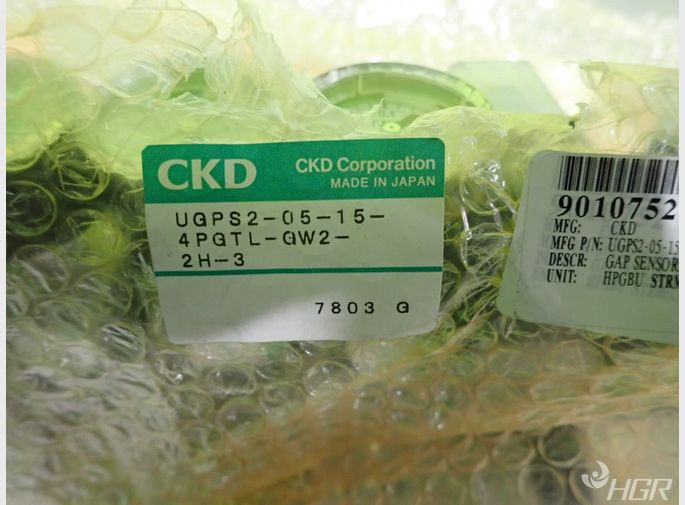 CKD
CKD Corporation
MADE IN JAPAN
UGPS2-05-15-
4PGTL-GW2-
2H-3
7803 G
9010752
MFG: CKD
MFG P/N: UGPS2-05-15
DESCR: GAP SENSOR
UNIT: HPGBU
HGR